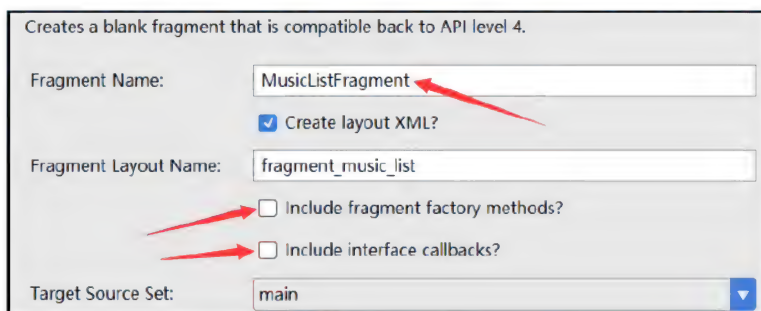 Creates a blank fragment that is compatible back to API level 4.
Fragment Name: MusicListFragment
Create layout XML?
Fragment Layout Name: fragment_music_list
Include fragment factory methods?
Include interface callbacks?
Target Source Set: main